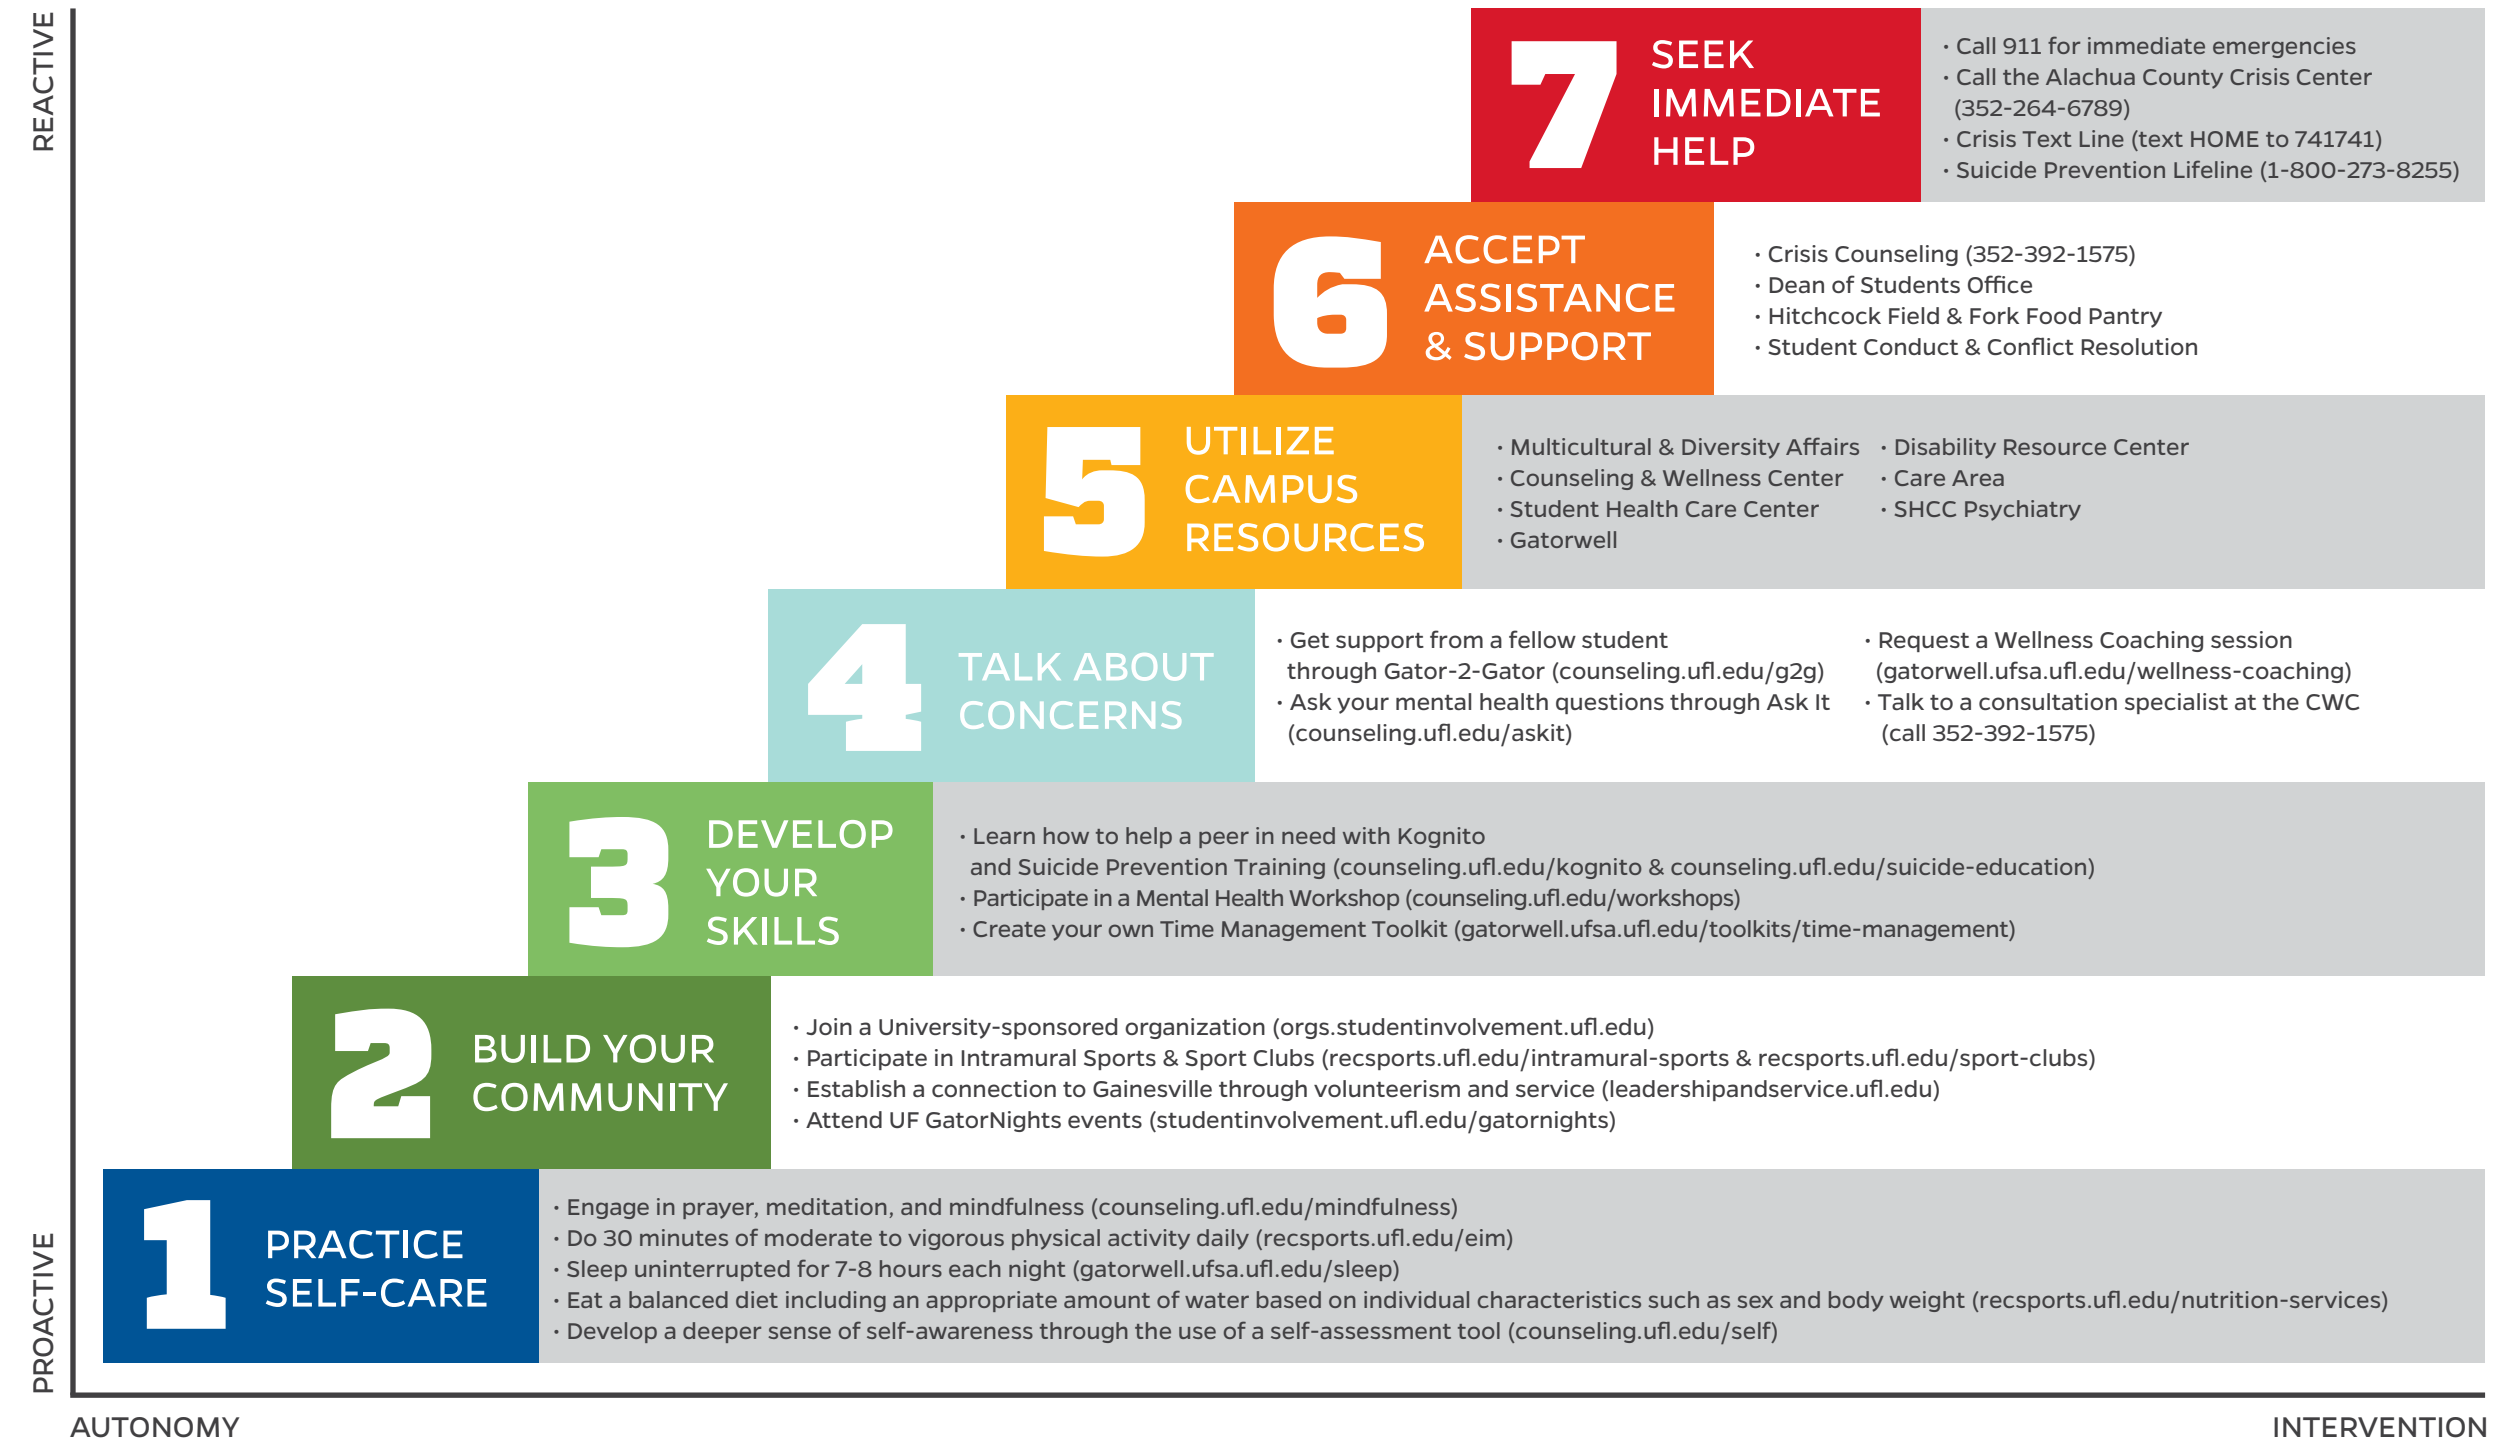 REACTIVE
7
SEEK
IMMEDIATE
HELP
· Call 911 for immediate emergencies
· Call the Alachua County Crisis Center
(352-264-6789)
· Crisis Text Line (text HOME to 741741)
· Suicide Prevention Lifeline (1-800-273-8255)
6
ACCEPT
ASSISTANCE
& SUPPORT
· Crisis Counseling (352-392-1575)
· Dean of Students Office
· Hitchcock Field & Fork Food Pantry
· Student Conduct & Conflict Resolution
5
UTILIZE
CAMPUS
RESOURCES
· Multicultural & Diversity Affairs
· Counseling & Wellness Center
· Student Health Care Center
· Gatorwell
· Disability Resource Center
· Care Area
· SHCC Psychiatry
4
TALK ABOUT
CONCERNS
· Get support from a fellow student
through Gator-2-Gator (counseling.ufl.edu/g2g)
· Ask your mental health questions through Ask It
(counseling.ufl.edu/askit)
· Request a Wellness Coaching session
(gatorwell.ufsa.ufl.edu/wellness-coaching)
· Talk to a consultation specialist at the CWC
(call 352-392-1575)
3
DEVELOP
YOUR
SKILLS
· Learn how to help a peer in need with Kognito
and Suicide Prevention Training (counseling.ufl.edu/kognito & counseling.ufl.edu/suicide-education)
· Participate in a Mental Health Workshop (counseling.ufl.edu/workshops)
· Create your own Time Management Toolkit (gatorwell.ufsa.ufl.edu/toolkits/time-management)
2
BUILD YOUR
COMMUNITY
· Join a University-sponsored organization (orgs.studentinvolvement.ufl.edu)
· Participate in Intramural Sports & Sport Clubs (recsports.ufl.edu/intramural-sports & recsports.ufl.edu/sport-clubs)
· Establish a connection to Gainesville through volunteerism and service (leadershipandservice.ufl.edu)
· Attend UF GatorNights events (studentinvolvement.ufl.edu/gatornights)
1
PRACTICE
SELF-CARE
· Engage in prayer, meditation, and mindfulness (counseling.ufl.edu/mindfulness)
· Do 30 minutes of moderate to vigorous physical activity daily (recsports.ufl.edu/eim)
· Sleep uninterrupted for 7-8 hours each night (gatorwell.ufsa.ufl.edu/sleep)
· Eat a balanced diet including an appropriate amount of water based on individual characteristics such as sex and body weight (recsports.ufl.edu/nutrition-services)
· Develop a deeper sense of self-awareness through the use of a self-assessment tool (counseling.ufl.edu/self)
PROACTIVE
AUTONOMY
INTERVENTION